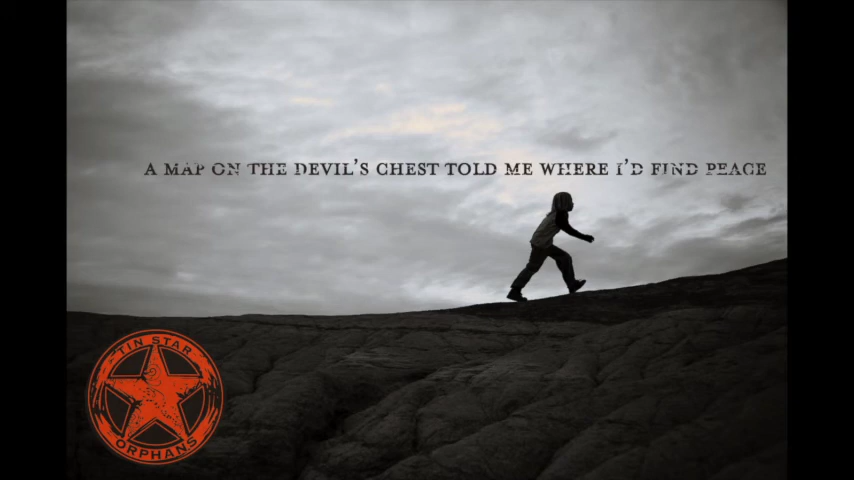 A MAP ON THE DEVIL'S CHEST TOLD ME WHERE I'D FIND PEACE
TIN STAR
ORPHANS